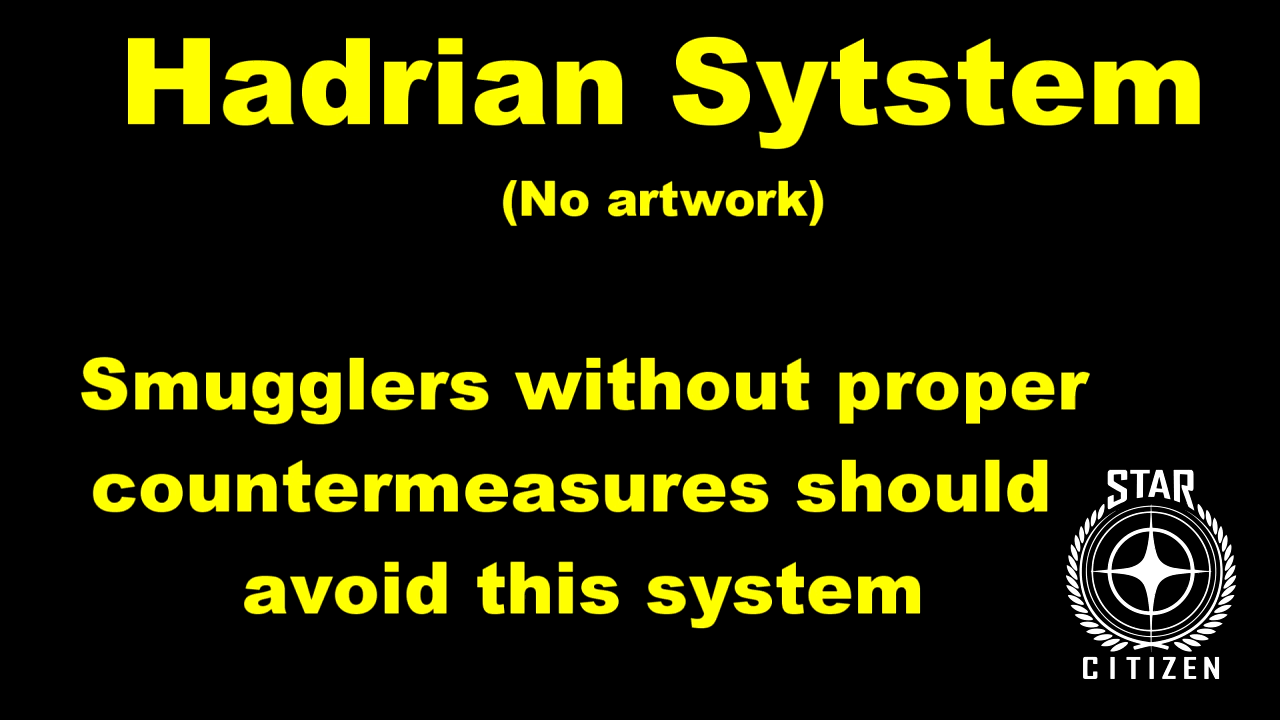 Hadrian Sytstem
(No artwork)
Smugglers without proper
countermeasures should
avoid this system
STAR
CITIZEN